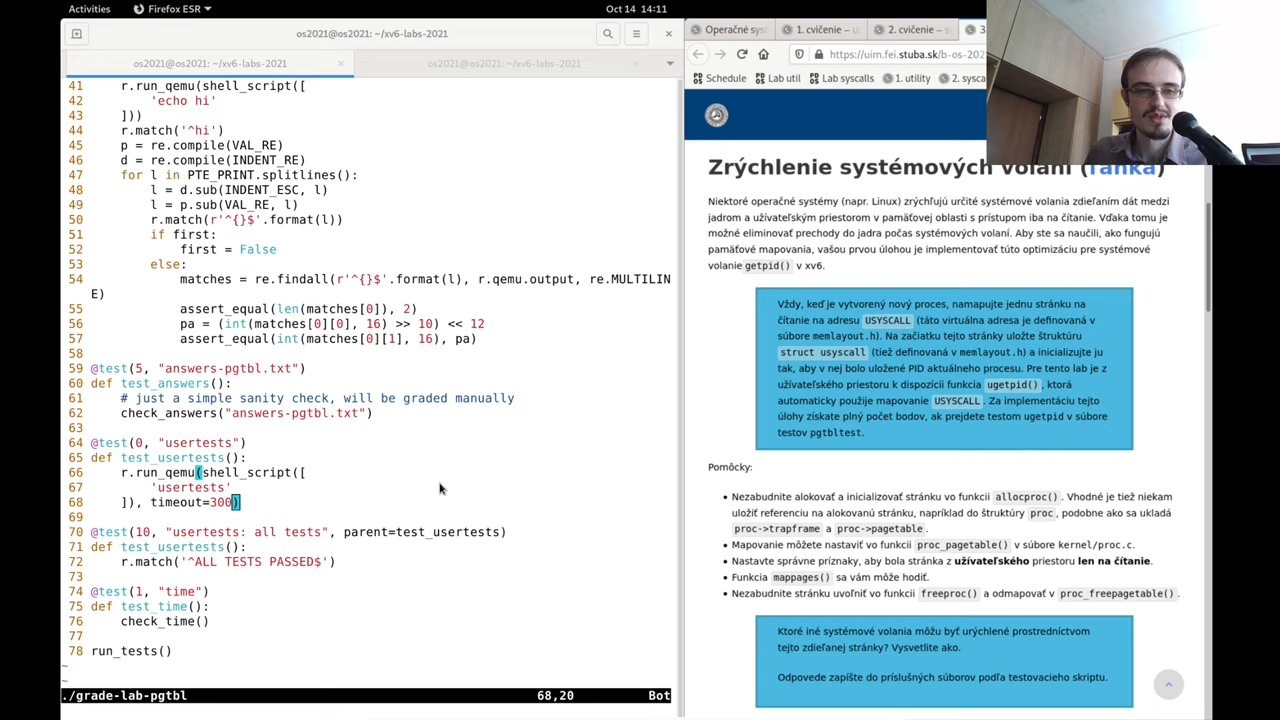 Activities
Firefox ESR
Oct 14 14:11
os2021@os2021: ~/xv6-labs-2021
os2021@os2021: ~/xv6-labs-2021
os2021@os2021: ~/xv6-labs-2021
41 r.run_qemu(shell_script([
42 'echo hi'
43 ]))
44 r.match('^hi')
45 p = re.compile(VAL_RE)
46 d = re.compile(INDENT_RE)
47 for l in PTE_PRINT.splitlines():
48 l = d.sub(INDENT_ESC, l)
49 l = p.sub(VAL_RE, l)
50 r.match(r'^{}$'.format(l))
51 if first:
52 first = False
53 else:
54 matches = re.findall(r'^{}$'.format(l), r.qemu.output, re.MULTILIN
E)
55 assert_equal(len(matches[0]), 2)
56 pa = (int(matches[0][0], 16) >> 10) << 12
57 assert_equal(int(matches[0][1], 16), pa)
58
59 @test(5, "answers-pgtbl.txt")
60 def test_answers():
61 # just a simple sanity check, will be graded manually
62 check_answers("answers-pgtbl.txt")
63
64 @test(0, "usertests")
65 def test_usertests():
66 r.run_qemu(shell_script([
67 'usertests'
68 ]), timeout=300)
69
70 @test(10, "usertests: all tests", parent=test_usertests)
71 def test_usertests():
72 r.match('^ALL TESTS PASSED$')
73
74 @test(1, "time")
75 def test_time():
76 check_time()
77
78 run_tests()
~
~
./grade-lab-pgtbl 68,20 Bot
Operačné sys
1. cvičenie – u
2. cvičenie – s
3
https://uim.fei.stuba.sk/b-os-202
Schedule
Lab util
Lab syscalls
1. utility
2. sysca
Zrýchlenie systémových volaní (ľahká)
Niektoré operačné systémy (napr. Linux) zrýchľujú určité systémové volania zdieľaním dát medzi
jadrom a užívateľským priestorom v pamäťovej oblasti s prístupom iba na čítanie. Vďaka tomu je
možné eliminovať prechody do jadra počas systémových volaní. Aby ste sa naučili, ako fungujú
pamäťové mapovania, vašou prvou úlohou je implementovať túto optimizáciu pre systémové
volanie getpid() v xv6.
Vždy, keď je vytvorený nový proces, namapujte jednu stránku na
čítanie na adresu USYSCALL (táto virtuálna adresa je definovaná v
súbore memlayout.h). Na začiatku tejto stránky uložte štruktúru
struct usyscall (tiež definovaná v memlayout.h) a inicializujte ju
tak, aby v nej bolo uložené PID aktuálneho procesu. Pre tento lab je z
užívateľského priestoru k dispozícii funkcia ugetpid(), ktorá
automaticky použije mapovanie USYSCALL. Za implementáciu tejto
úlohy získate plný počet bodov, ak prejdete testom ugetpid v súbore
testov pgtbltest.
Pomôcky:
• Nezabudnite alokovať a inicializovať stránku vo funkcii allocproc(). Vhodné je tiež niekam
uložiť referenciu na alokovanú stránku, napríklad do štruktúry proc, podobne ako sa ukladá
proc->trapframe a proc->pagetable.
• Mapovanie môžete nastaviť vo funkcii proc_pagetable() v súbore kernel/proc.c.
• Nastavte správne príznaky, aby bola stránka z užívateľského priestoru len na čítanie.
• Funkcia mappages() sa vám môže hodiť.
• Nezabudnite stránku uvoľniť vo funkcii freeproc() a odmapovať v proc_freepagetable().
Ktoré iné systémové volania môžu byť urýchlené prostredníctvom
tejto zdieľanej stránky? Vysvetlite ako.
Odpovede zapíšte do príslušných súborov podľa testovacieho skriptu.